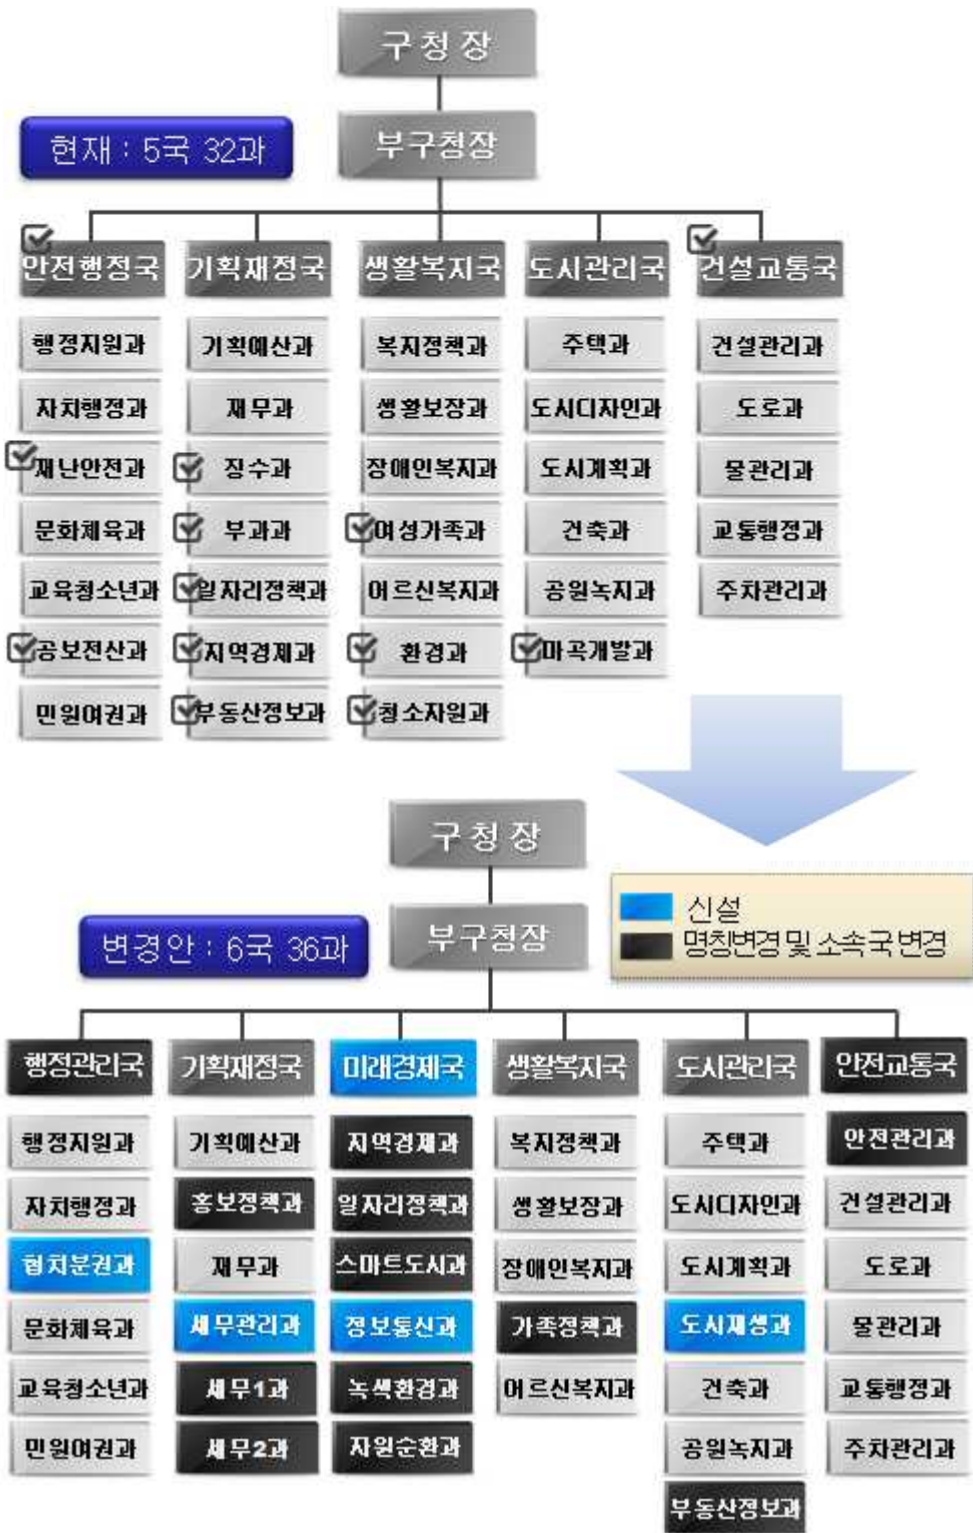 구청장
부구청장
현재 : 5국 32과
안전행정국 기획재정국 생활복지국 도시관리국 건설교통국
행정지원과 기획예산과 복지정책과 주택과 건설관리과
자치행정과 재무과 생활보장과 도시디자인과 도로과
재난안전과 징수과 장애인복지과 도시계획과 물관리과
문화체육과 부과과 여성가족과 건축과 교통행정과
교육청소년과 일자리정책과 어르신복지과 공원녹지과 주차관리과
공보전산과 지역경제과 환경과 마곡개발과
민원여권과 부동산정보과 청소자원과
구청장
부구청장
변경안 : 6국 36과
신설
명칭변경 및 소속국 변경
행정관리국 기획재정국 미래경제국 생활복지국 도시관리국 안전교통국
행정지원과 기획예산과 지역경제과 복지정책과 주택과 안전관리과
자치행정과 홍보정책과 일자리정책과 생활보장과 도시디자인과 건설관리과
협치분권과 재무과 스마트도시과 장애인복지과 도시계획과 도로과
문화체육과 세무관리과 정보통신과 가족정책과 도시재생과 물관리과
교육청소년과 세무1과 녹색환경과 어르신복지과 건축과 교통행정과
민원여권과 세무2과 자원순환과 공원녹지과 주차관리과
부동산정보과